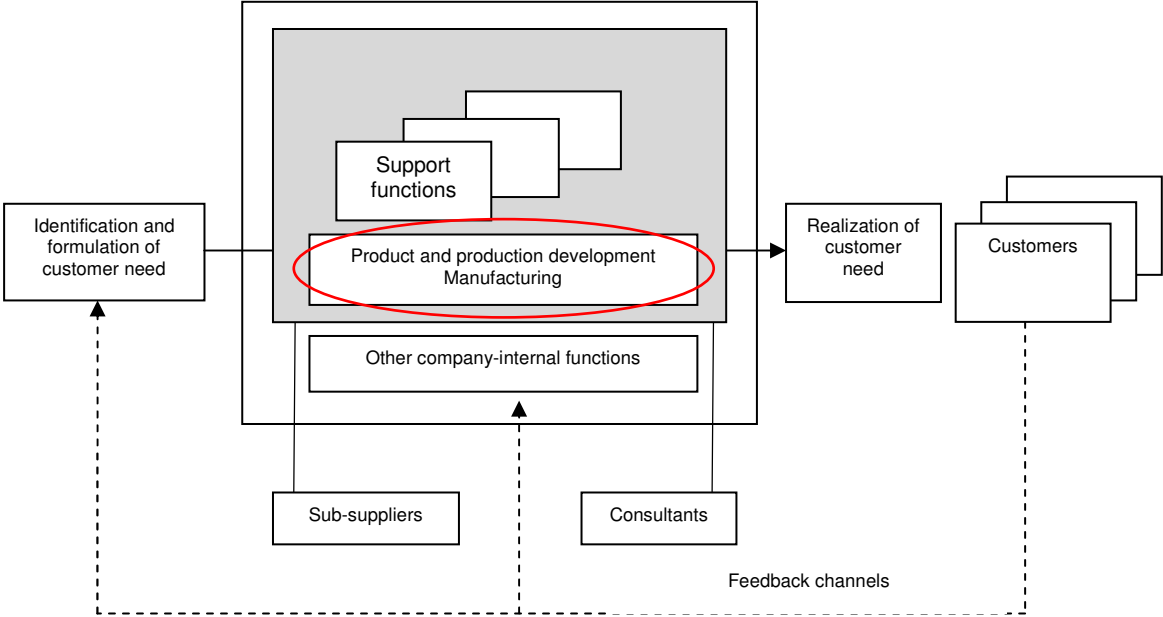 Support
functions
Identification and
formulation of
customer need
Product and production development
Manufacturing
Realization of
customer
need
Customers
Other company-internal functions
Sub-suppliers
Consultants
Feedback channels